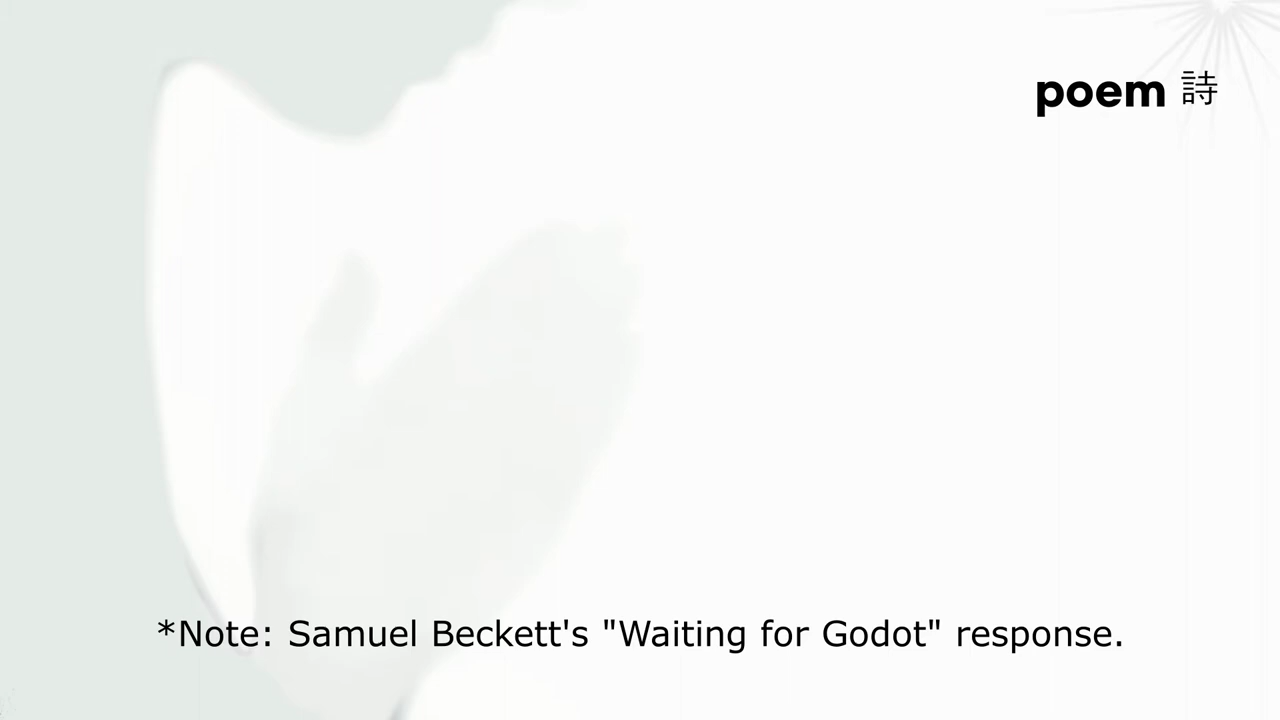 poem 詩
*Note: Samuel Beckett's "Waiting for Godot" response.